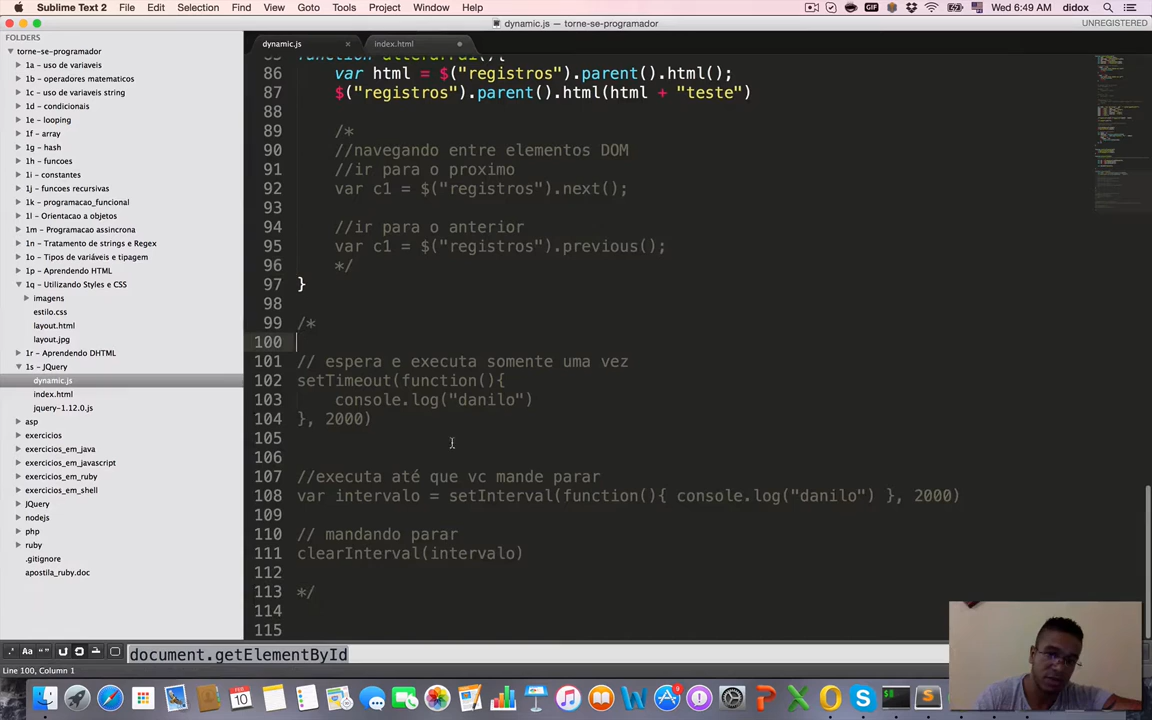 Sublime Text 2 File Edit Selection Find View Goto Tools Project Window Help Wed 6:49 AM didox
dynamic.js — torne-se-programador UNREGISTERED
FOLDERS
torne-se-programador
1a - uso de variaveis
1b - operadores matematicos
1c - uso de variaveis string
1d - condicionais
1e - looping
1f - array
1g - hash
1h - funcoes
1i - constantes
1j - funcoes recursivas
1k - programacao_funcional
1l - Orientacao a objetos
1m - Programacao assincrona
1n - Tratamento de strings e Regex
1o - Tipos de variáveis e tipagem
1p - Aprendendo HTML
1q - Utilizando Styles e CSS
imagens
estilo.css
layout.html
layout.jpg
1r - Aprendendo DHTML
1s - JQuery
dynamic.js
index.html
jquery-1.12.0.js
asp
exercicios
exercicios_em_java
exercicios_em_javascript
exercicios_em_ruby
exercicios_em_shell
JQuery
nodejs
php
ruby
.gitignore
apostila_ruby.doc
dynamic.js index.html
86 var html = $("registros").parent().html();
87 $("registros").parent().html(html + "teste")
88
89 /*
90 //navegando entre elementos DOM
91 //ir para o proximo
92 var c1 = $("registros").next();
93
94 //ir para o anterior
95 var c1 = $("registros").previous();
96 */
97 }
98
99 /*
100
101 // espera e executa somente uma vez
102 setTimeout(function(){
103 console.log("danilo")
104 }, 2000)
105
106
107 //executa até que vc mande parar
108 var intervalo = setInterval(function(){ console.log("danilo") }, 2000)
109
110 // mandando parar
111 clearInterval(intervalo)
112
113 */
114
115
document.getElementById
Line 100, Column 1